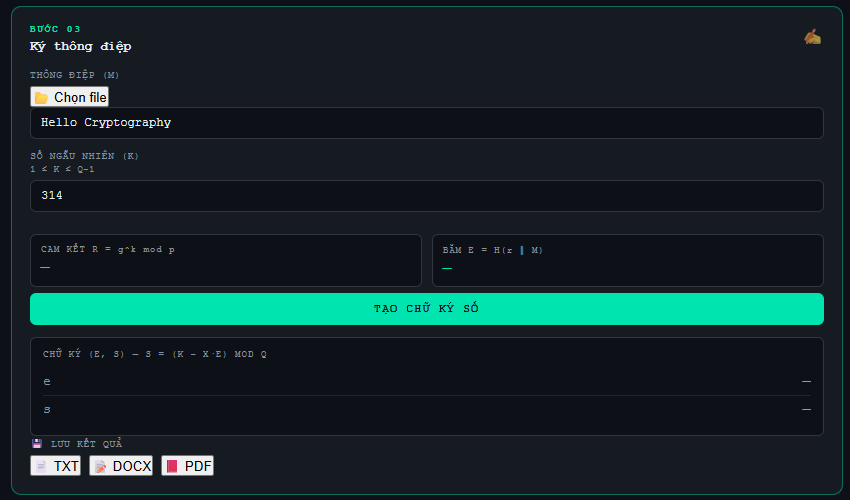 BƯỚC 03
Ký thông điệp
THÔNG ĐIỆP (M)
Chọn file
Hello Cryptography
SỐ NGẪU NHIÊN (K)
1 ≤ K ≤ Q-1
314
CAM KẾT R = g^k mod p
BĂM E = H(r ‖ M)
—
—
TẠO CHỮ KÝ SỐ
CHỮ KÝ (E, S) — S = (K − X·E) MOD Q
e —
s —
LƯU KẾT QUẢ
TXT DOCX PDF